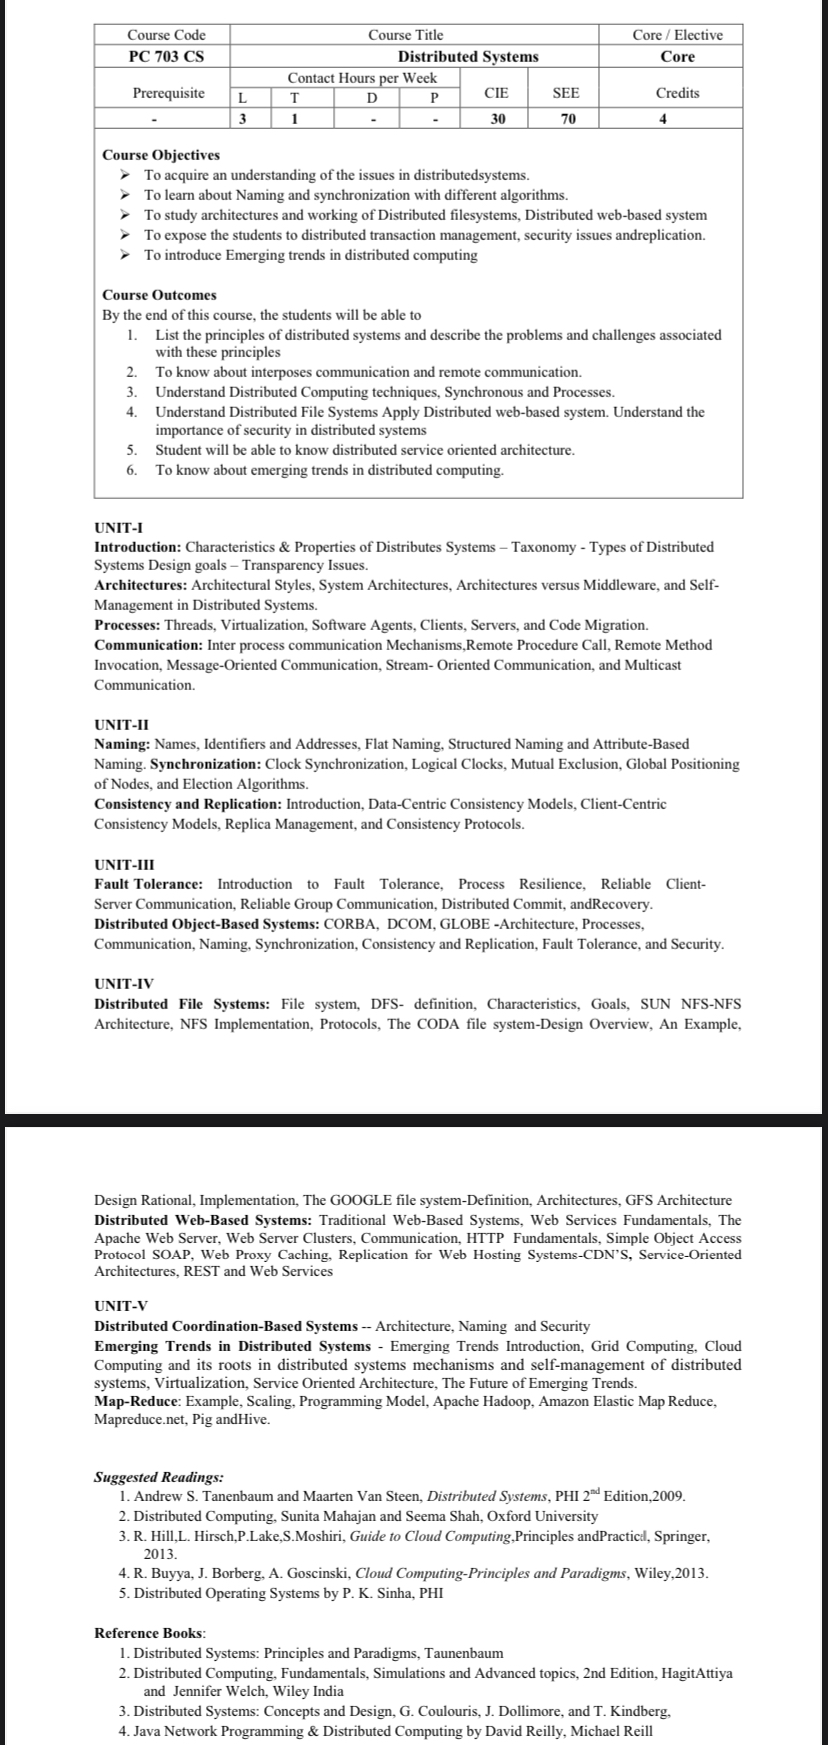 Course Code Course Title Core / Elective
PC 703 CS Distributed Systems Core
Prerequisite Contact Hours per Week CIE SEE Credits
L T D P
- 3 1 - - 30 70 4
Course Objectives
➢ To acquire an understanding of the issues in distributedsystems.
➢ To learn about Naming and synchronization with different algorithms.
➢ To study architectures and working of Distributed filesystems, Distributed web-based system
➢ To expose the students to distributed transaction management, security issues andreplication.
➢ To introduce Emerging trends in distributed computing
Course Outcomes
By the end of this course, the students will be able to
1. List the principles of distributed systems and describe the problems and challenges associated
with these principles
2. To know about interposes communication and remote communication.
3. Understand Distributed Computing techniques, Synchronous and Processes.
4. Understand Distributed File Systems Apply Distributed web-based system. Understand the
importance of security in distributed systems
5. Student will be able to know distributed service oriented architecture.
6. To know about emerging trends in distributed computing.
UNIT-I
Introduction: Characteristics & Properties of Distributes Systems – Taxonomy - Types of Distributed
Systems Design goals – Transparency Issues.
Architectures: Architectural Styles, System Architectures, Architectures versus Middleware, and Self-
Management in Distributed Systems.
Processes: Threads, Virtualization, Software Agents, Clients, Servers, and Code Migration.
Communication: Inter process communication Mechanisms,Remote Procedure Call, Remote Method
Invocation, Message-Oriented Communication, Stream- Oriented Communication, and Multicast
Communication.
UNIT-II
Naming: Names, Identifiers and Addresses, Flat Naming, Structured Naming and Attribute-Based
Naming. Synchronization: Clock Synchronization, Logical Clocks, Mutual Exclusion, Global Positioning
of Nodes, and Election Algorithms.
Consistency and Replication: Introduction, Data-Centric Consistency Models, Client-Centric
Consistency Models, Replica Management, and Consistency Protocols.
UNIT-III
Fault Tolerance: Introduction to Fault Tolerance, Process Resilience, Reliable Client-
Server Communication, Reliable Group Communication, Distributed Commit, andRecovery.
Distributed Object-Based Systems: CORBA, DCOM, GLOBE -Architecture, Processes,
Communication, Naming, Synchronization, Consistency and Replication, Fault Tolerance, and Security.
UNIT-IV
Distributed File Systems: File system, DFS- definition, Characteristics, Goals, SUN NFS-NFS
Architecture, NFS Implementation, Protocols, The CODA file system-Design Overview, An Example,
Design Rational, Implementation, The GOOGLE file system-Definition, Architectures, GFS Architecture
Distributed Web-Based Systems: Traditional Web-Based Systems, Web Services Fundamentals, The
Apache Web Server, Web Server Clusters, Communication, HTTP Fundamentals, Simple Object Access
Protocol SOAP, Web Proxy Caching, Replication for Web Hosting Systems-CDN'S, Service-Oriented
Architectures, REST and Web Services
UNIT-V
Distributed Coordination-Based Systems -- Architecture, Naming and Security
Emerging Trends in Distributed Systems - Emerging Trends Introduction, Grid Computing, Cloud
Computing and its roots in distributed systems mechanisms and self-management of distributed
systems, Virtualization, Service Oriented Architecture, The Future of Emerging Trends.
Map-Reduce: Example, Scaling, Programming Model, Apache Hadoop, Amazon Elastic Map Reduce,
Mapreduce.net, Pig andHive.
Suggested Readings:
1. Andrew S. Tanenbaum and Maarten Van Steen, Distributed Systems, PHI 2nd Edition,2009.
2. Distributed Computing, Sunita Mahajan and Seema Shah, Oxford University
3. R. Hill,L. Hirsch,P.Lake,S.Moshiri, Guide to Cloud Computing,Principles andPractical, Springer,
2013.
4. R. Buyya, J. Borberg, A. Goscinski, Cloud Computing-Principles and Paradigms, Wiley,2013.
5. Distributed Operating Systems by P. K. Sinha, PHI
Reference Books:
1. Distributed Systems: Principles and Paradigms, Taunenbaum
2. Distributed Computing, Fundamentals, Simulations and Advanced topics, 2nd Edition, HagitAttiya
and Jennifer Welch, Wiley India
3. Distributed Systems: Concepts and Design, G. Coulouris, J. Dollimore, and T. Kindberg,
4. Java Network Programming & Distributed Computing by David Reilly, Michael Reill